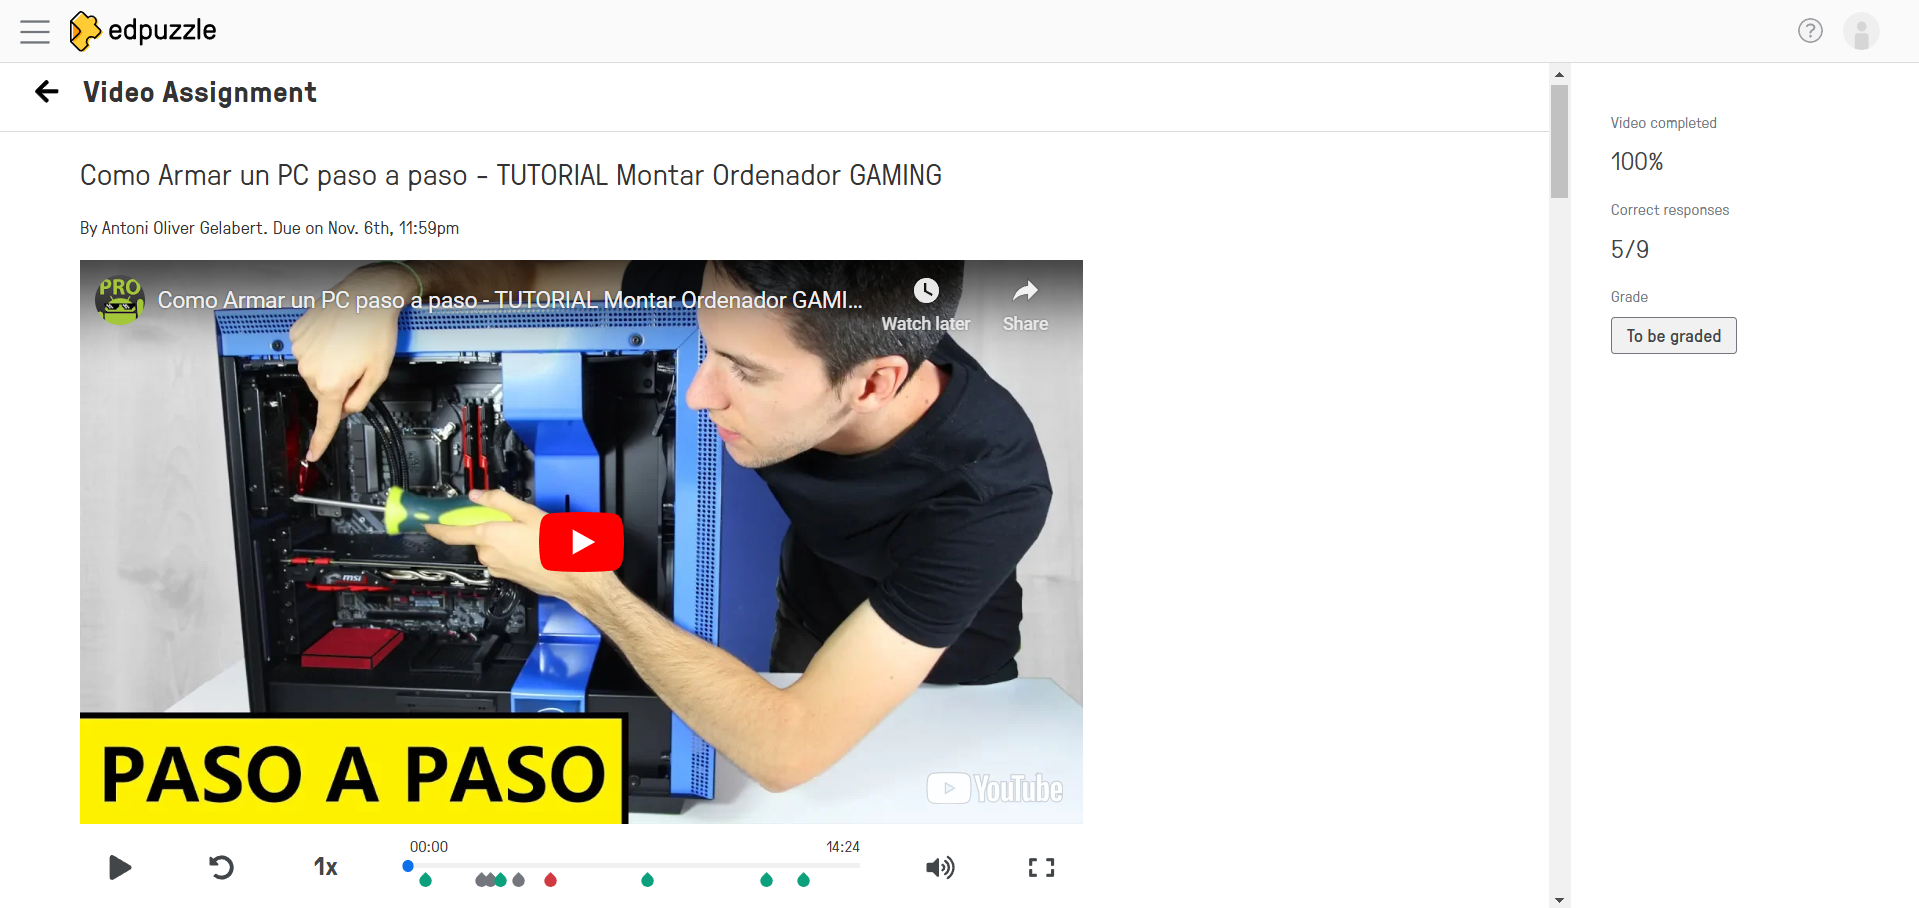 edpuzzle
?
Video Assignment
Como Armar un PC paso a paso - TUTORIAL Montar Ordenador GAMING
By Antoni Oliver Gelabert. Due on Nov. 6th, 11:59pm
PRO
Como Armar un PC paso a paso - TUTORIAL Montar Ordenador GAMI...
Watch later
Share
msi
PASO A PASO
YouTube
00:00
14:24
1x
Video completed
100%
Correct responses
5/9
Grade
To be graded